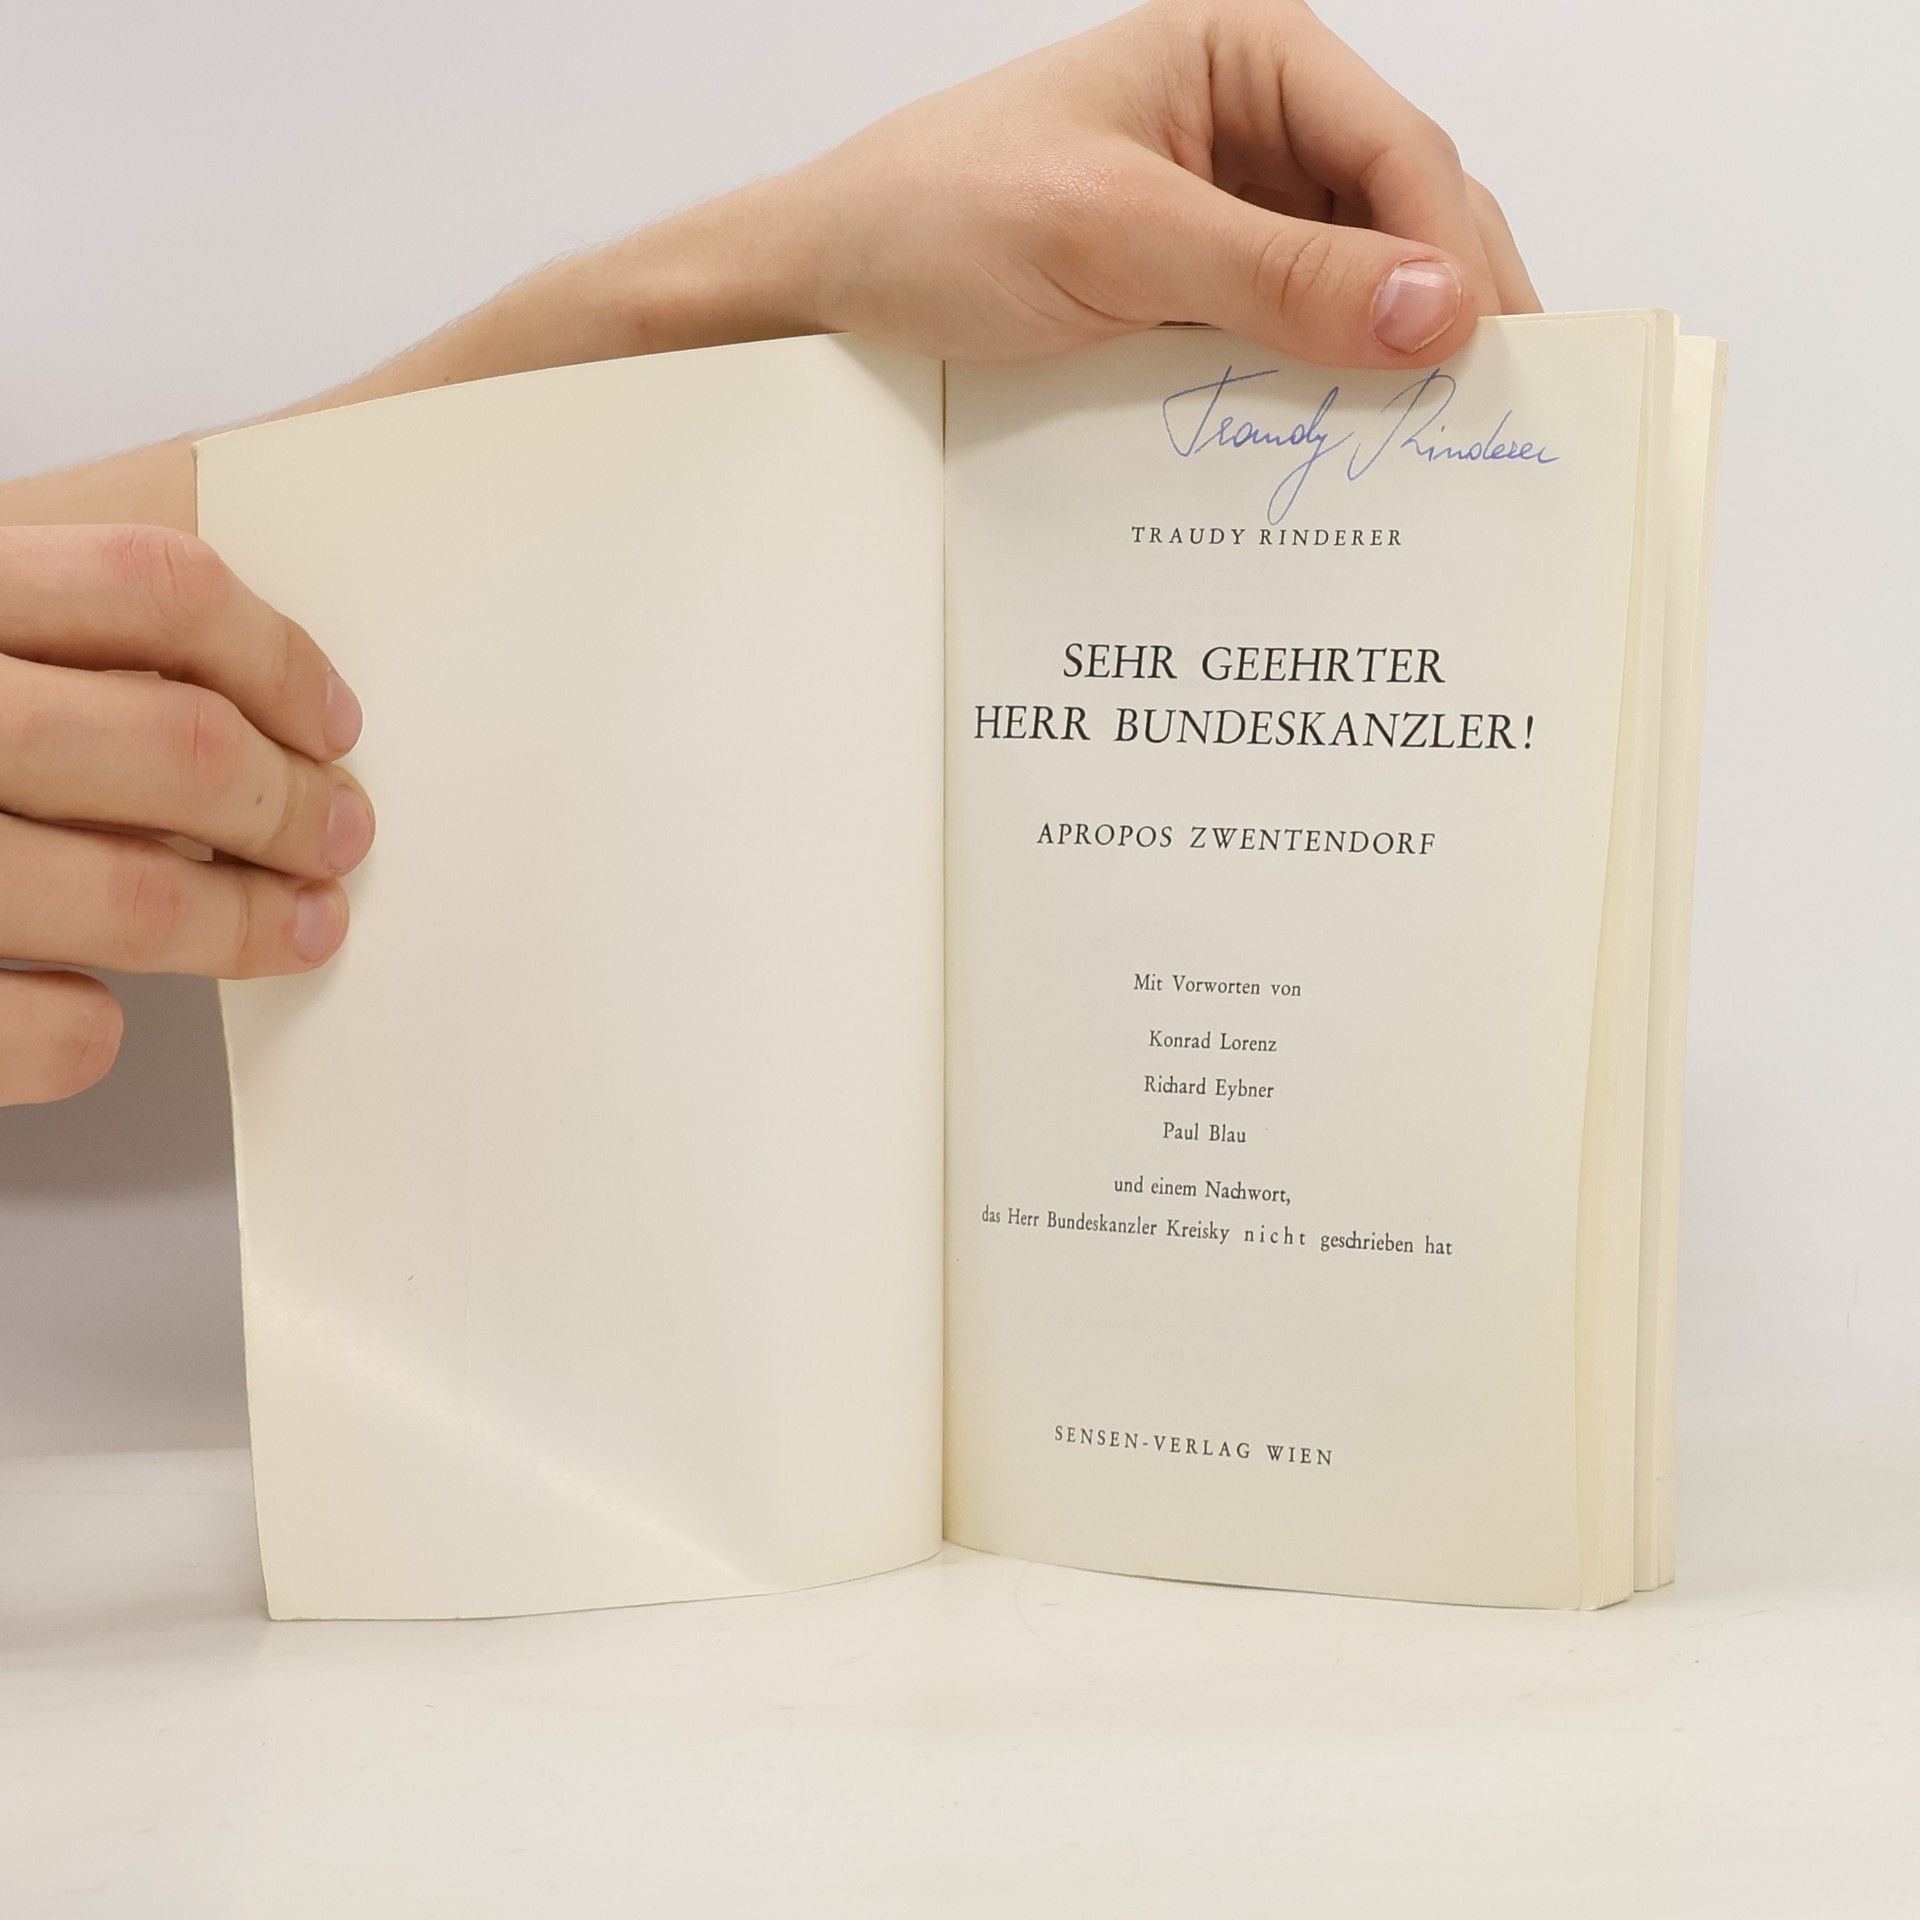 Traudy Rinderer
TRAUDY RINDERER
SEHR GEEHRTER
HERR BUNDESKANZLER!
APROPOS ZWENTENDORF
Mit Vorworten von
Konrad Lorenz
Richard Eybner
Paul Blau
und einem Nachwort,
das Herr Bundeskanzler Kreisky nicht geschrieben hat
SENSEN-VERLAG WIEN